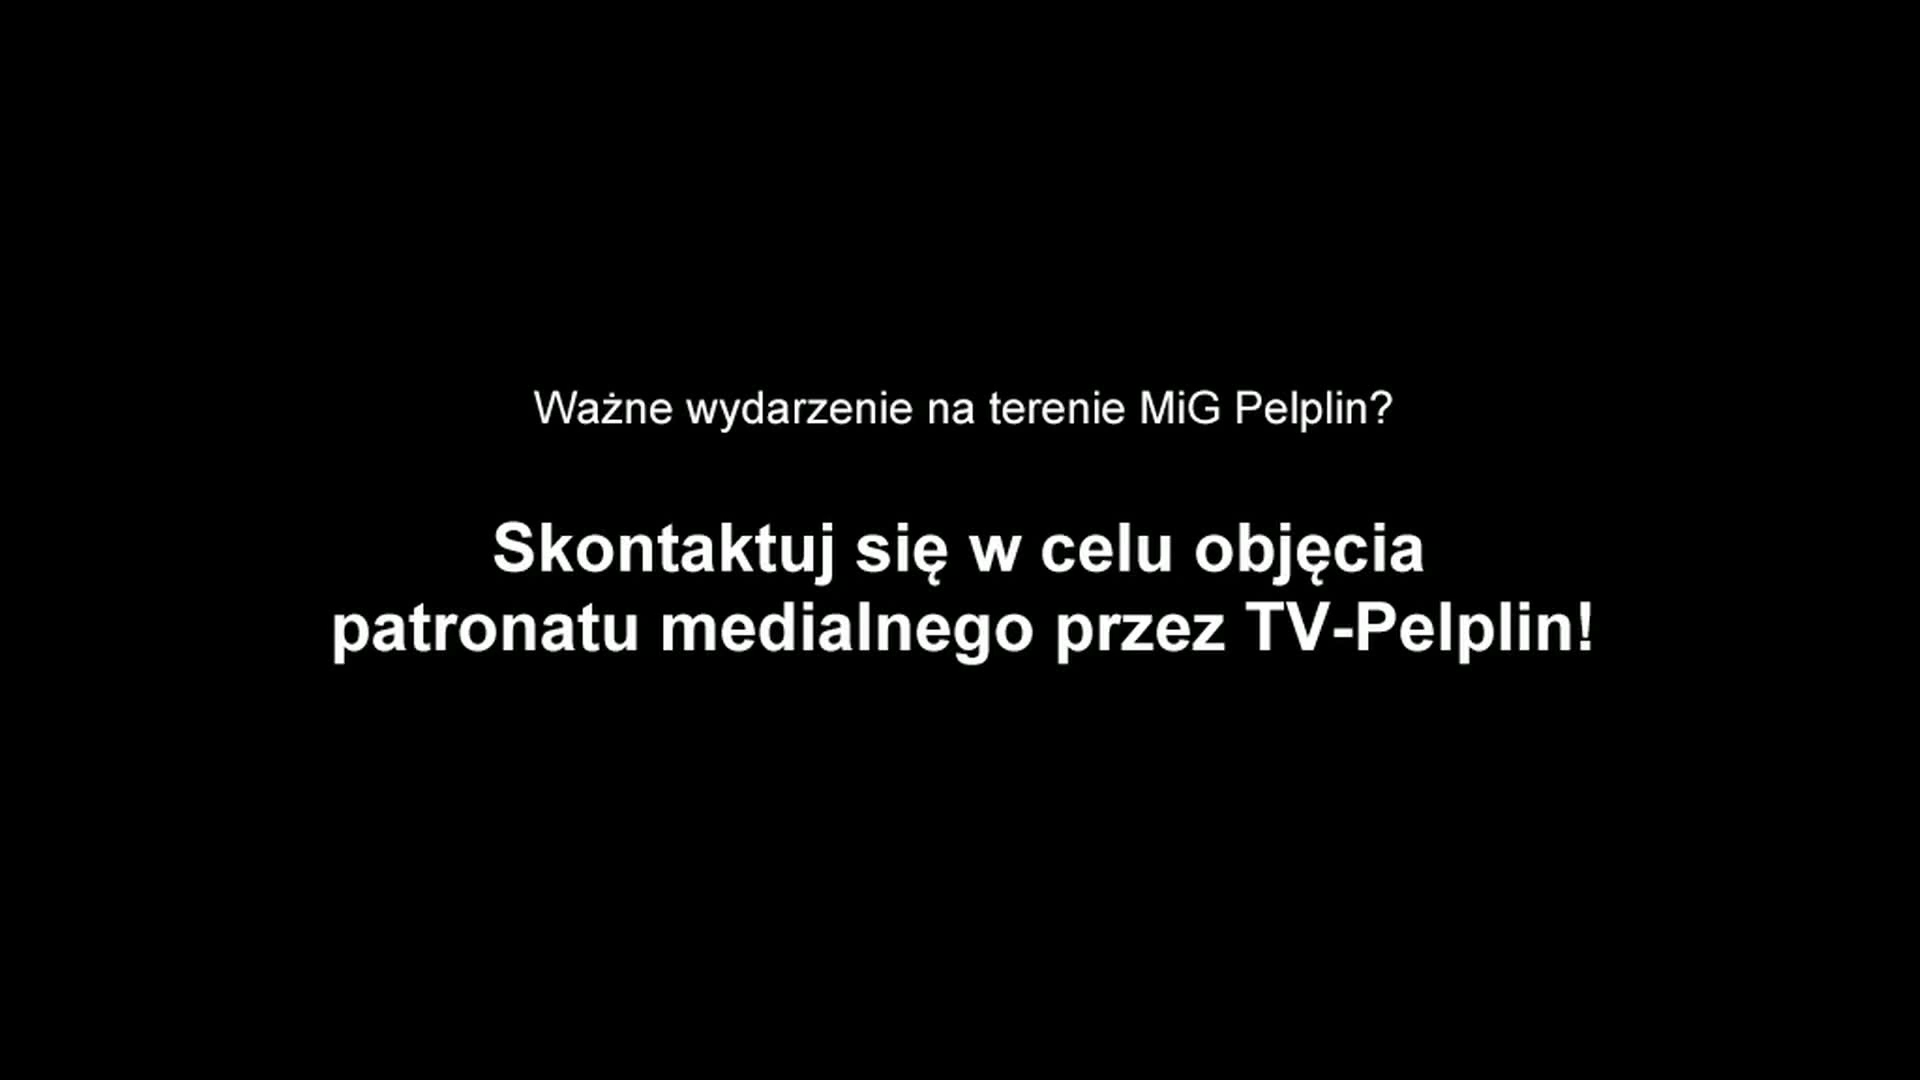 Ważne wydarzenie na terenie MiG Pelplin?
Skontaktuj się w celu objęcia
patronatu medialnego przez TV-Pelplin!